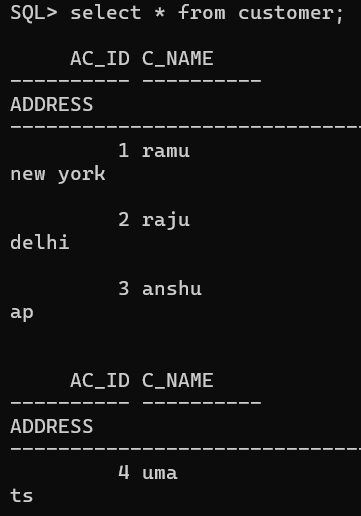 SQL> select * from customer;
     AC_ID C_NAME
---------- ----------
ADDRESS
------------------------------
         1 ramu
new york
         2 raju
delhi
         3 anshu
ap
     AC_ID C_NAME
---------- ----------
ADDRESS
------------------------------
         4 uma
ts